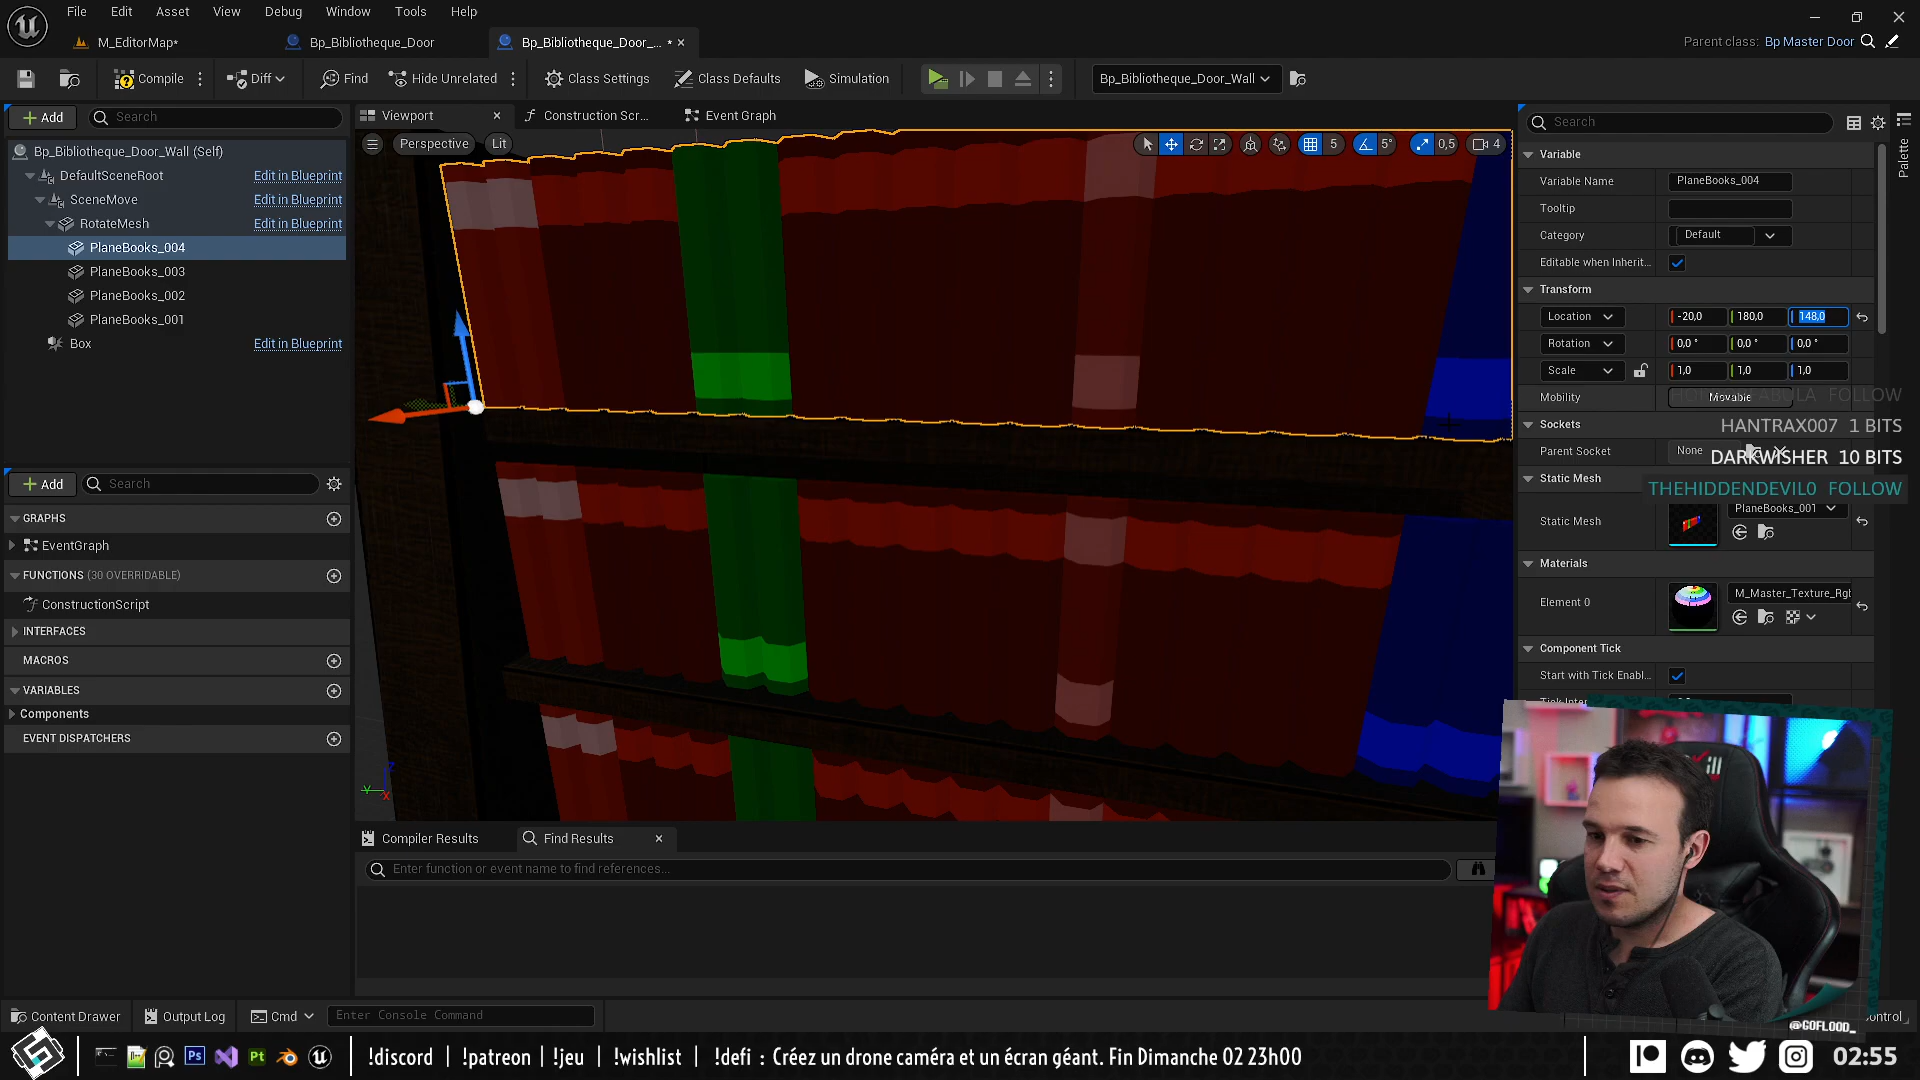 File Edit Asset View Debug Window Tools Help
M_EditorMap* Bp_Bibliotheque_Door Bp_Bibliotheque_Door_... * Parent class: Bp Master Door
Compile Diff Find Hide Unrelated Class Settings Class Defaults Simulation Bp_Bibliotheque_Door_Wall
Add Search Viewport Construction Scr... Event Graph Search
Perspective Lit 5 5° 0,5 4
Bp_Bibliotheque_Door_Wall (Self)
DefaultSceneRoot Edit in Blueprint
SceneMove Edit in Blueprint
RotateMesh Edit in Blueprint
PlaneBooks_004
PlaneBooks_003
PlaneBooks_002
PlaneBooks_001
Box Edit in Blueprint
Add Search
GRAPHS
EventGraph
FUNCTIONS (30 OVERRIDABLE)
ConstructionScript
INTERFACES
MACROS
VARIABLES
Components
EVENT DISPATCHERS
Y Z X
Variable
Variable Name PlaneBooks_004
Tooltip
Category Default
Editable when Inherit...
Transform
Location -20,0 180,0 148,0
Rotation 0,0 ° 0,0 ° 0,0 °
Scale 1,0 1,0 1,0
Mobility Movable
FOLLOW
Sockets
HANTRAX007 1 BITS
Parent Socket None
DARKWISHER 10 BITS
Static Mesh
THEHIDDENDEVIL0 FOLLOW
Static Mesh PlaneBooks_001
Materials
Element 0 M_Master_Texture_Rgb
Component Tick
Start with Tick Enabl...
Tick Inter
Palette
Compiler Results Find Results
Enter function or event name to find references...
Content Drawer Output Log Cmd Enter Console Command
@GOFLOOD_
Ps Pt
!discord | !patreon | !jeu | !wishlist | !defi : Créez un drone caméra et un écran géant. Fin Dimanche 02 23h00
02:55